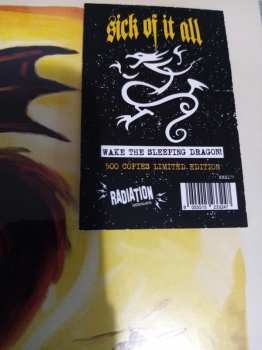 sick of it all
WAKE THE SLEEPING DRAGON!
500 COPIES LIMITED EDITION
RADIATION